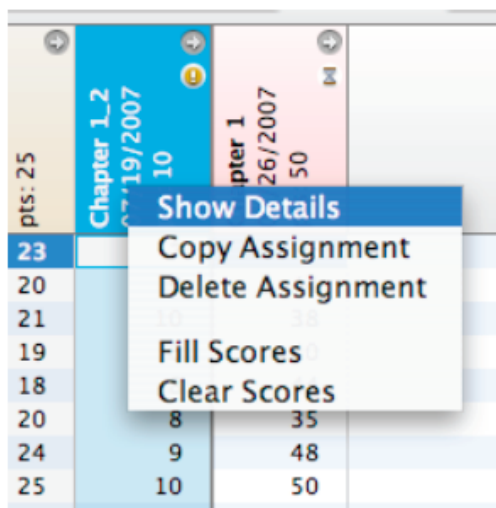 pts: 25
Chapter 1_2
07/19/2007
10
pter 1
26/2007
50
Show Details
Copy Assignment
Delete Assignment
Fill Scores
Clear Scores
23
20
21 10 38
19
18
20 8 35
24 9 48
25 10 50